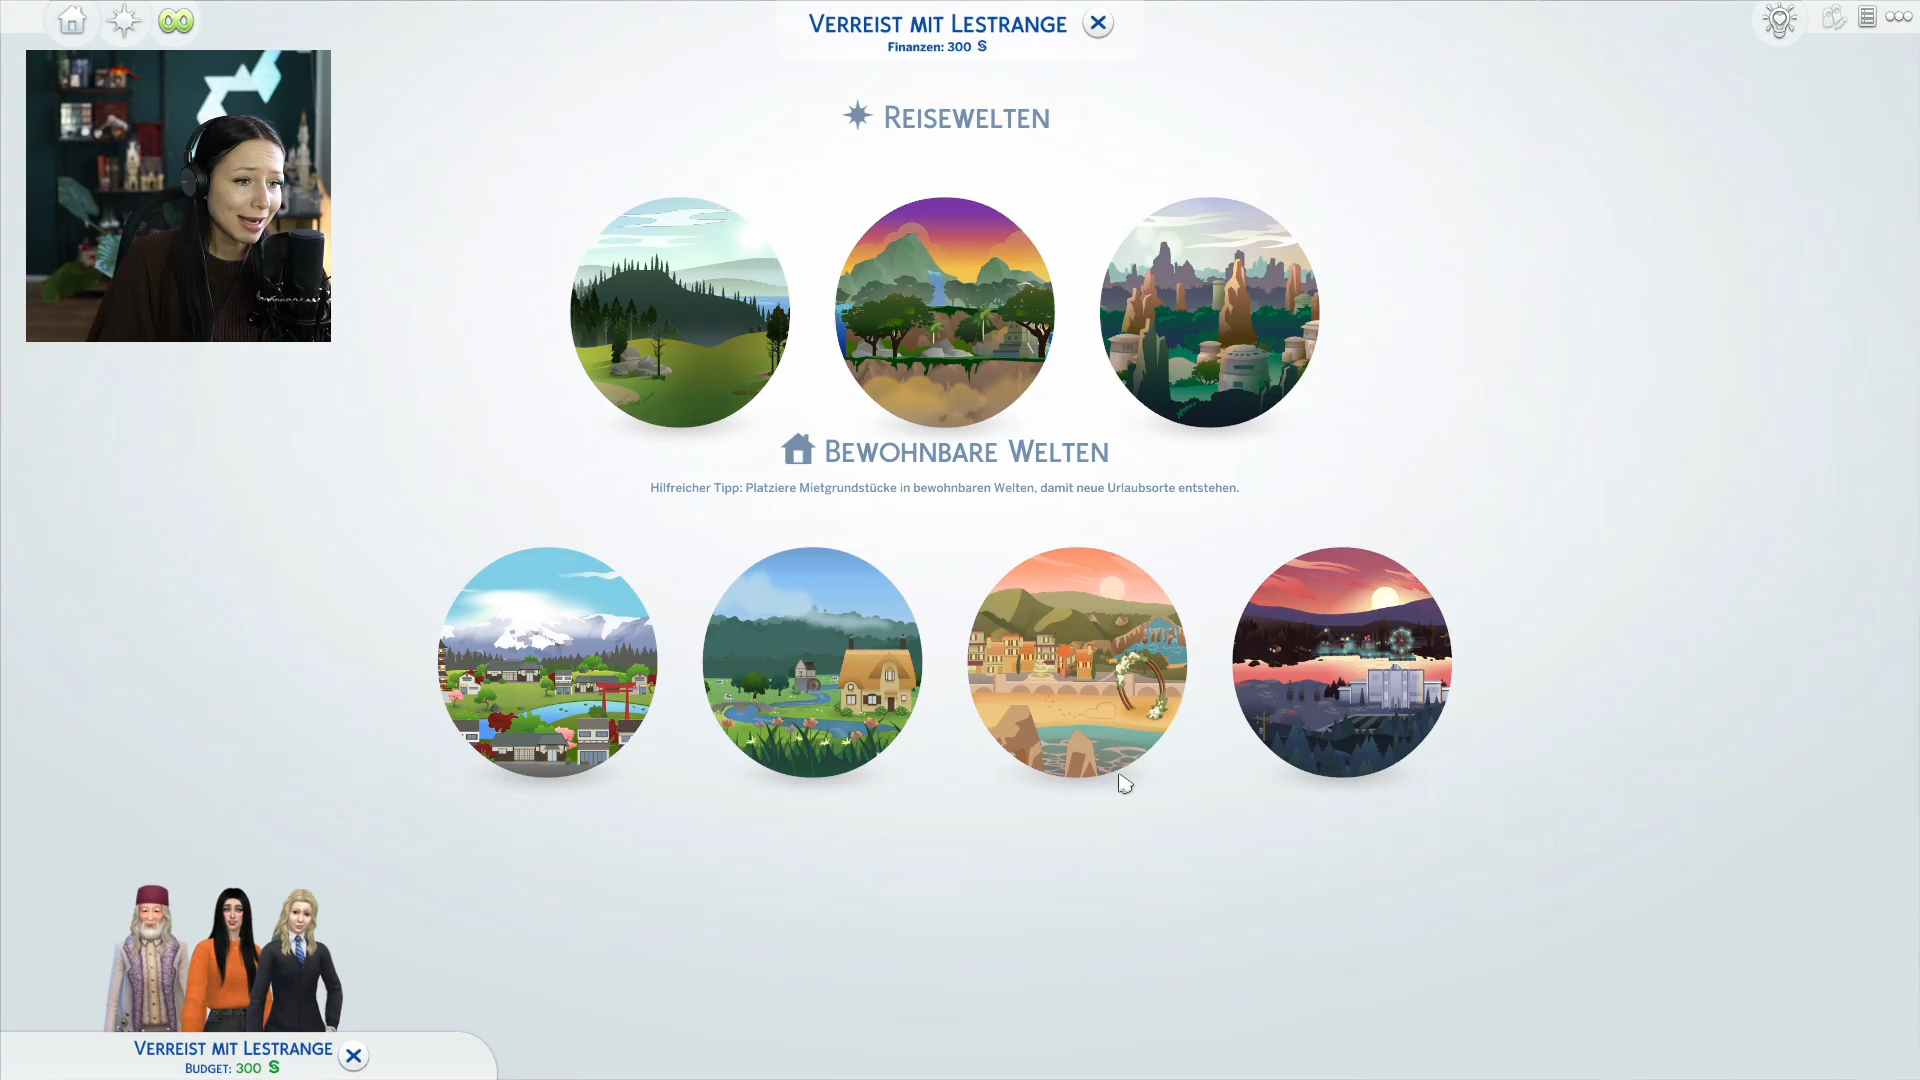 Verreist mit Lestrange
Finanzen: 300 §
Reisewelten
Bewohnbare Welten
Hilfreicher Tipp: Platziere Mietgrundstücke in bewohnbaren Welten, damit neue Urlaubsorte entstehen.
Verreist mit Lestrange
Budget: 300 §